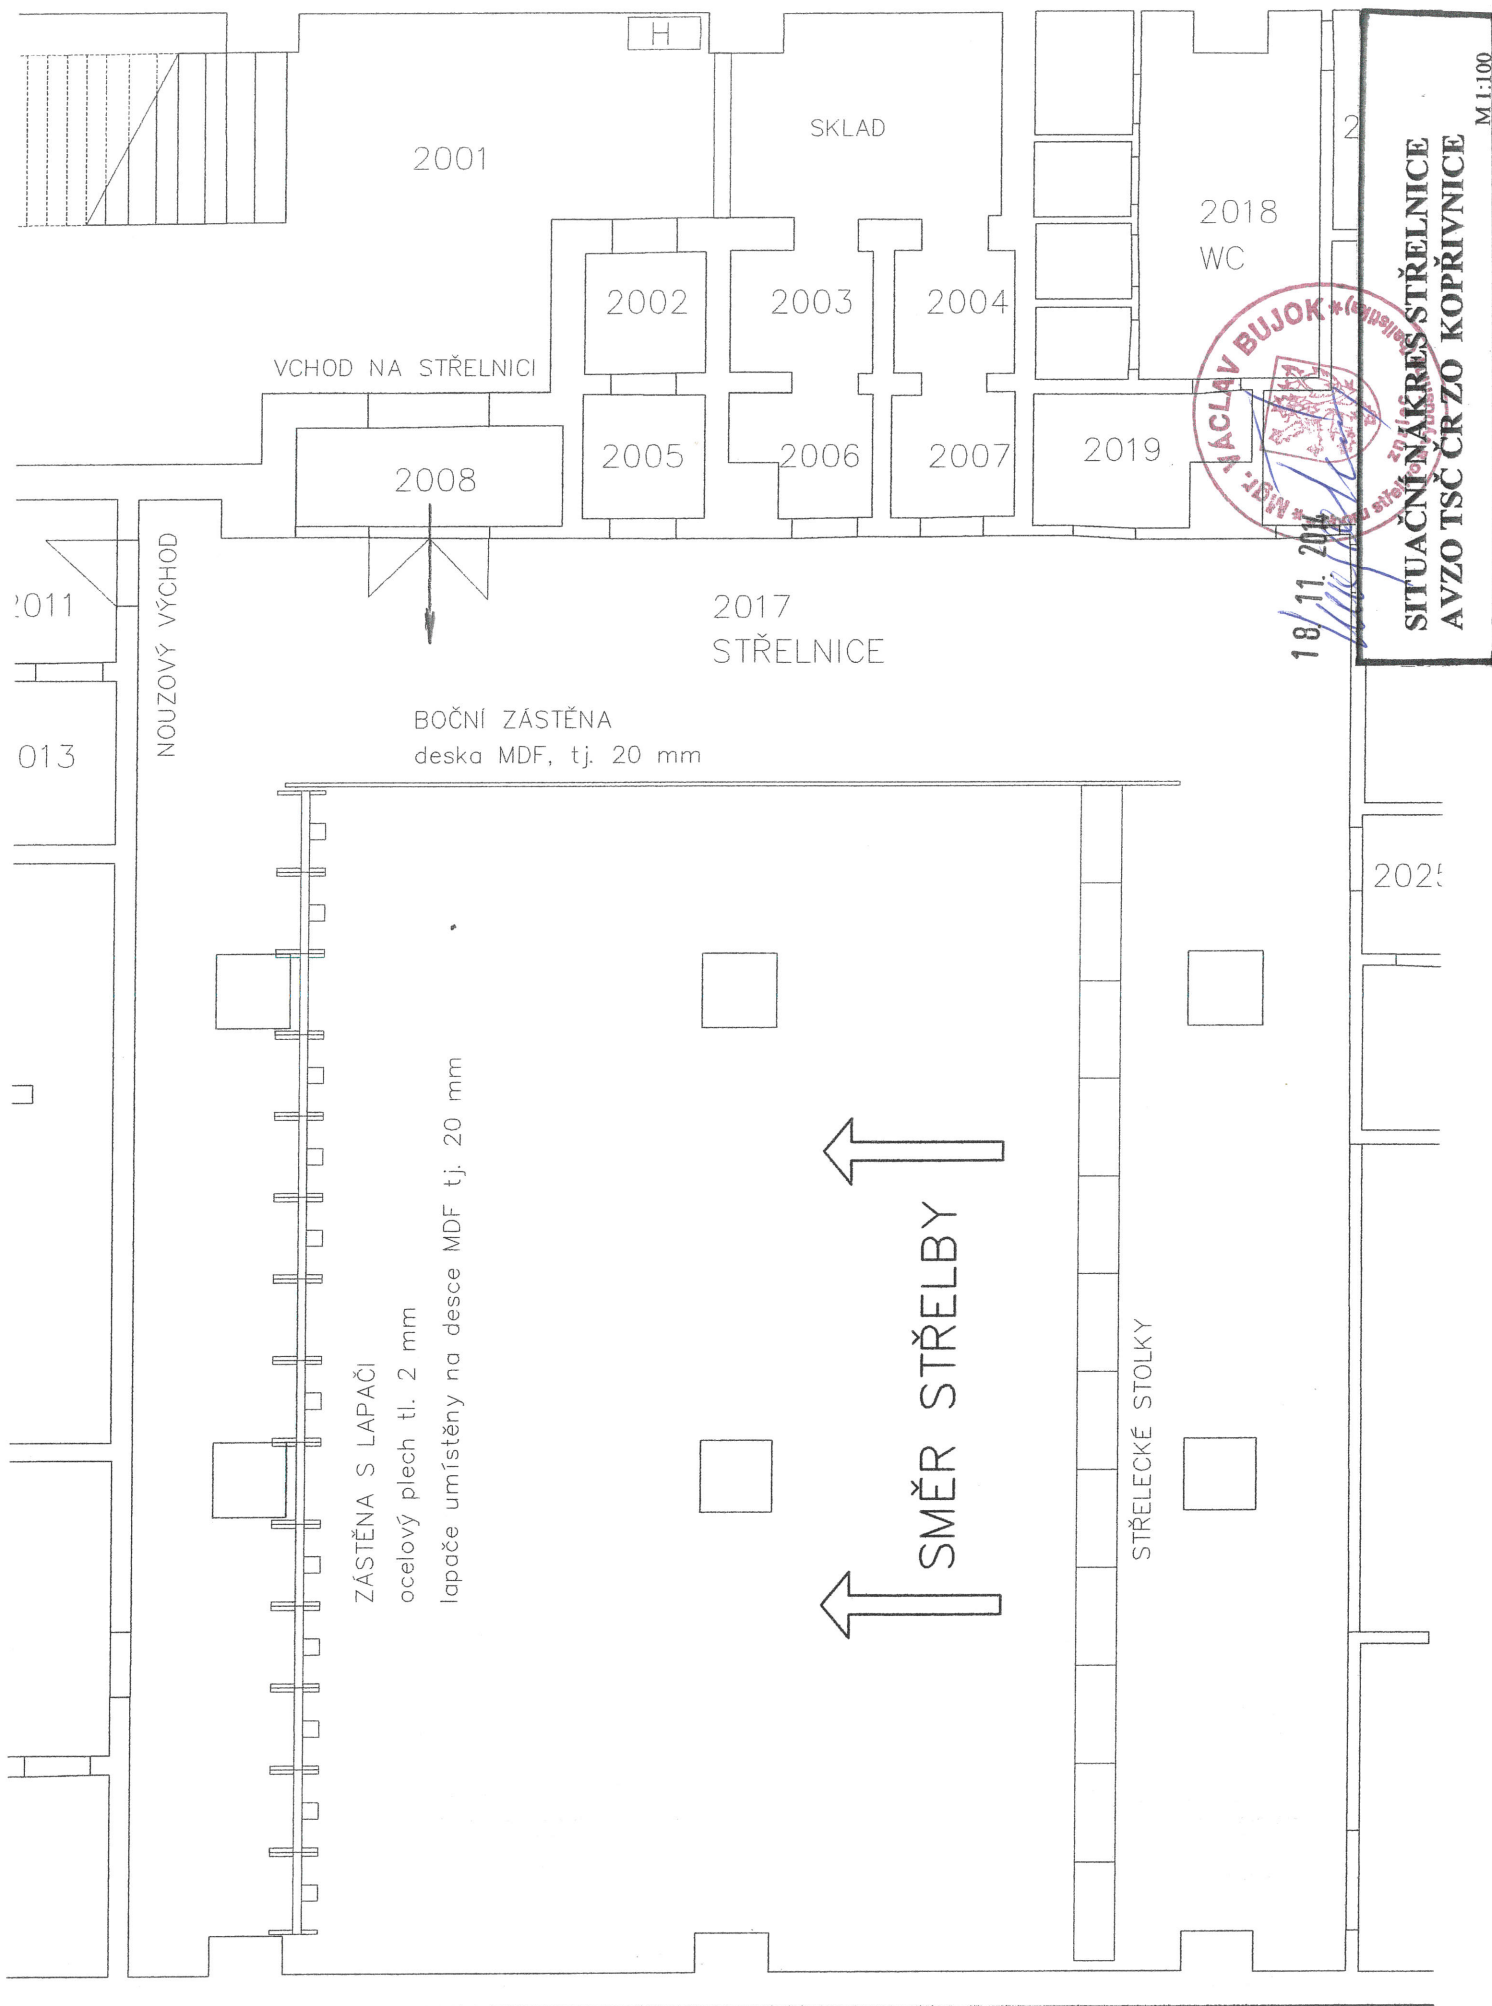 H
2001
SKLAD
2018
WC
2
2002
2003
2004
VCHOD NA STŘELNICI
2005
2006
2007
2008
2019
NOUZOVÝ VÝCHOD
2011
013
2017
STŘELNICE
BOČNÍ ZÁSTĚNA
deska MDF, tj. 20 mm
ZÁSTĚNA S LAPAČI
ocelový plech tl. 2 mm
lapače umístěny na desce MDF tj. 20 mm
SMĚR STŘELBY
STŘELECKÉ STOLKY
2025
Mgr. VÁCLAV BUJOK
znalec
18. 11. 2014
SITUAČNÍ NÁKRES STŘELNICE
AVZO TSČ ČR ZO KOPŘIVNICE
M 1:100